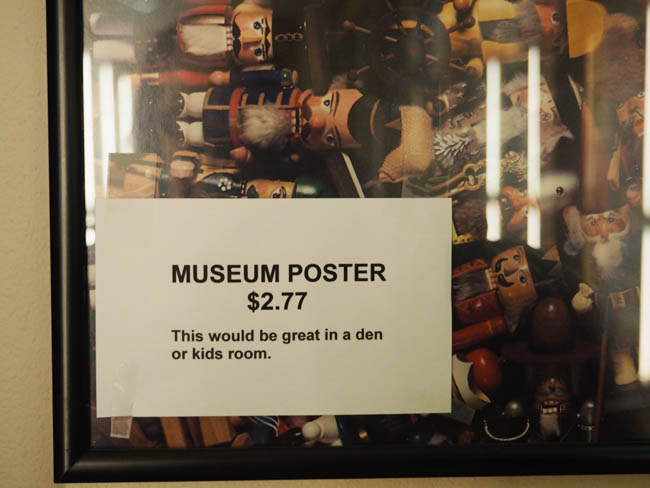 MUSEUM POSTER
$2.77
This would be great in a den
or kids room.